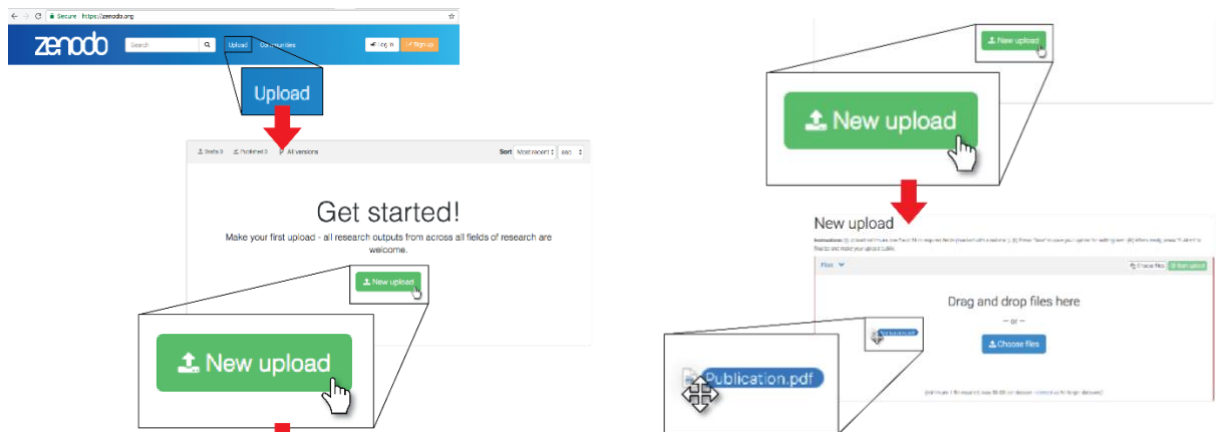 Secure https://zenodo.org
zenodo
Search
Upload
Communities
Log in
Sign up
Upload
All versions
Sort
Most recent
asc
Get started!
Make your first upload - all research outputs from across all fields of research are
welcome.
New upload
New upload
New upload
New upload
New upload
Files
Choose files
Start upload
Drag and drop files here
— or —
Choose files
Publication.pdf